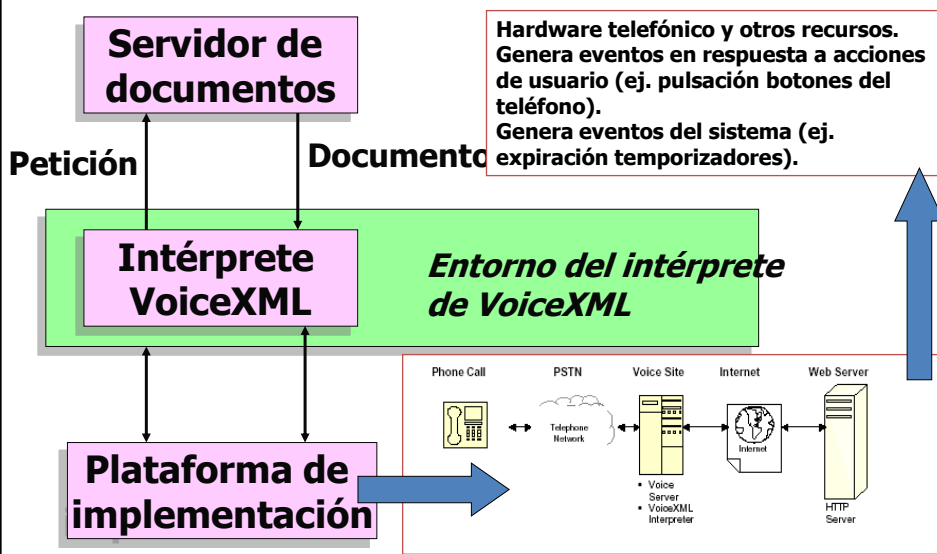 Servidor de
documentos
Hardware telefónico y otros recursos.
Genera eventos en respuesta a acciones
de usuario (ej. pulsación botones del
teléfono).
Genera eventos del sistema (ej.
expiración temporizadores).
Petición
Documento
Intérprete
VoiceXML
Entorno del intérprete
de VoiceXML
Phone Call
PSTN
Voice Site
Internet
Web Server
Telephone
Network
Internet
• Voice
Server
• VoiceXML
Interpreter
HTTP
Server
Plataforma de
implementación